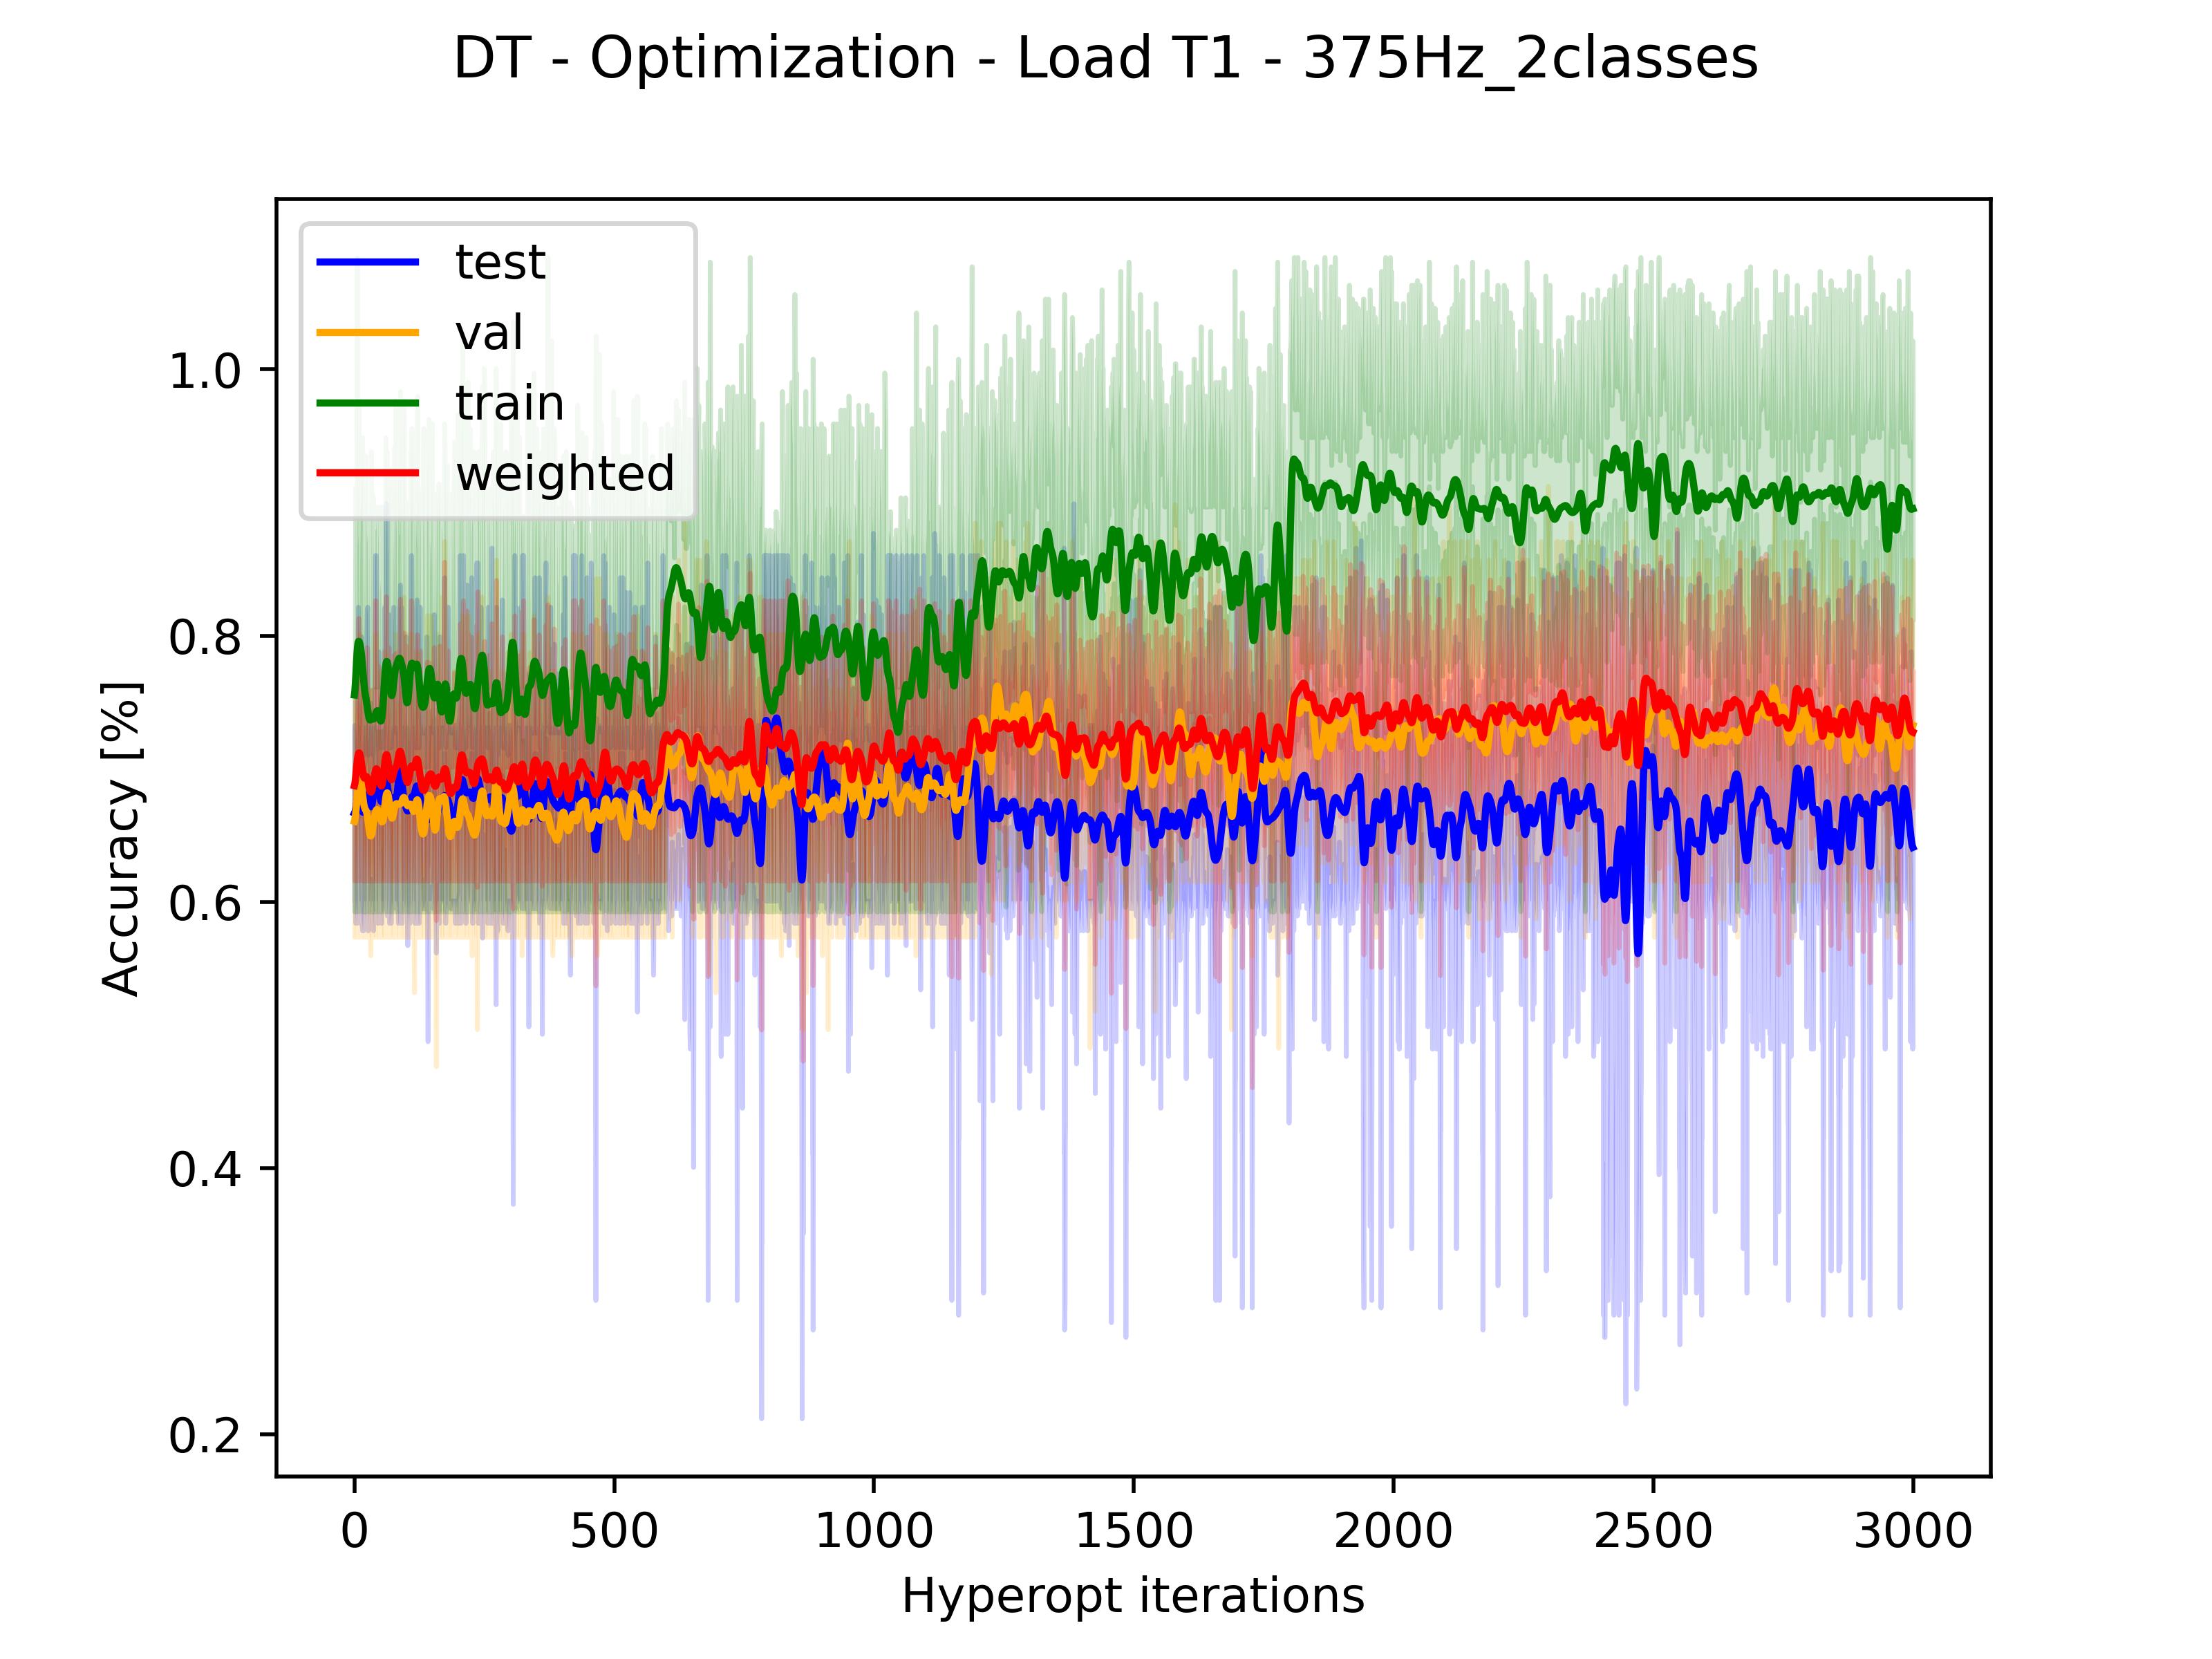 DT - Optimization - Load T1 - 375Hz_2classes
test
val
train
weighted
1.0
0.8
0.6
0.4
0.2
Accuracy [%]
0 500 1000 1500 2000 2500 3000
Hyperopt iterations